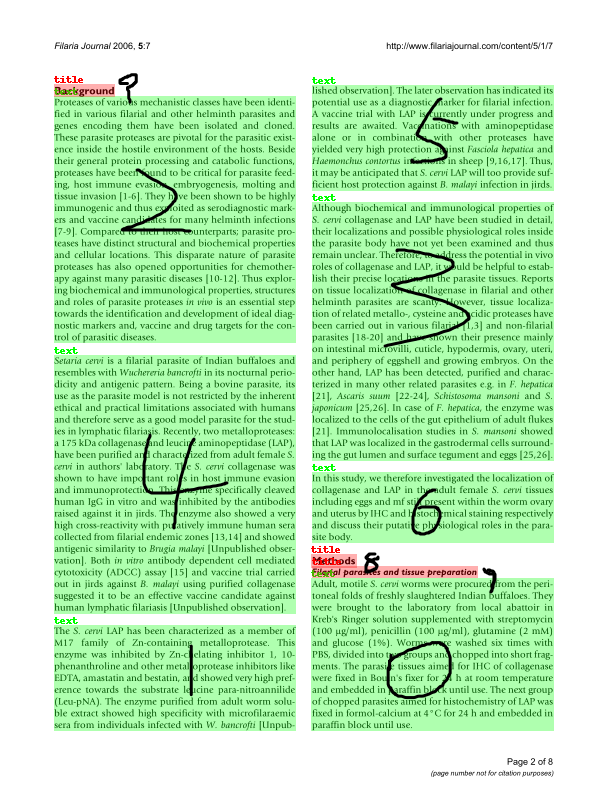 Filaria Journal 2006, 5:7
http://www.filariajournal.com/content/5/1/7
title
Background
?
text
Proteases of various mechanistic classes have been identi-
fied in various filarial and other helminth parasites and
genes encoding them have been isolated and cloned.
These parasite proteases are pivotal for the parasitic exist-
ence inside the hostile environment of the hosts. Beside
their general protein processing and catabolic functions,
proteases have been found to be crucial for parasite feed-
ing, host immune evasion, embryogenesis, molting and
tissue invasion [1-6]. They have been shown to be highly
immunogenic and thus exploited as serodiagnostic mark-
ers and vaccine candidates for many helminth infections
[7-9]. Compared to their host counterparts; parasite pro-
teases have distinct structural and biochemical properties
and cellular locations. This disparate nature of parasite
proteases has also opened opportunities for chemother-
apy against many parasitic diseases [10-12]. Thus explor-
ing biochemical and immunological properties, structures
and roles of parasite proteases in vivo is an essential step
towards the identification and development of ideal diag-
nostic markers and, vaccine and drug targets for the con-
trol of parasitic diseases.
2
text
Setaria cervi is a filarial parasite of Indian buffaloes and
resembles with Wuchereria bancrofti in its nocturnal perio-
dicity and antigenic pattern. Being a bovine parasite, its
use as the parasite model is not restricted by the inherent
ethical and practical limitations associated with humans
and therefore serve as a good model parasite for the stud-
ies in lymphatic filariasis. Recently, two metalloproteases:
a 175 kDa collagenase and leucine aminopeptidase (LAP),
have been purified and characterized from adult female S.
cervi in authors' laboratory. The S. cervi collagenase was
shown to have important roles in host immune evasion
and immunoprotection. This enzyme specifically cleaved
human IgG in vitro and was inhibited by the antibodies
raised against it in jirds. The enzyme also showed a very
high cross-reactivity with putatively immune human sera
collected from filarial endemic zones [13,14] and showed
antigenic similarity to Brugia malayi [Unpublished obser-
vation]. Both in vitro antibody dependent cell mediated
cytotoxicity (ADCC) assay [15] and vaccine trial carried
out in jirds against B. malayi using purified collagenase
suggested it to be an effective vaccine candidate against
human lymphatic filariasis [Unpublished observation].
4
text
The S. cervi LAP has been characterized as a member of
M17 family of Zn-containing metalloprotease. This
enzyme was inhibited by Zn-chelating inhibitor 1, 10-
phenanthroline and other metalloprotease inhibitors like
EDTA, amastatin and bestatin, and showed very high pref-
erence towards the substrate leucine para-nitroannilide
(Leu-pNA). The enzyme purified from adult worm solu-
ble extract showed high specificity with microfilaraemic
sera from individuals infected with W. bancrofti [Unpub-
1
text
lished observation]. The later observation has indicated its
potential use as a diagnostic marker for filarial infection.
A vaccine trial with LAP is currently under progress and
results are awaited. Vaccinations with aminopeptidase
alone or in combination with other proteases have
yielded very high protection against Fasciola hepatica and
Haemonchus contortus infections in sheep [9,16,17]. Thus,
it may be anticipated that S. cervi LAP will too provide suf-
ficient host protection against B. malayi infection in jirds.
5
text
Although biochemical and immunological properties of
S. cervi collagenase and LAP have been studied in detail,
their localizations and possible physiological roles inside
the parasite body have not yet been examined and thus
remain unclear. Therefore, to address the potential in vivo
roles of collagenase and LAP, it would be helpful to estab-
lish their precise locations in the parasite tissues. Reports
on tissue localization of collagenase in filarial and other
helminth parasites are scanty. However, tissue localiza-
tion of related metallo-, cysteine and acidic proteases have
been carried out in various filarial [1,3] and non-filarial
parasites [18-20] and have shown their presence mainly
on intestinal microvilli, cuticle, hypodermis, ovary, uteri,
and periphery of eggshell and growing embryos. On the
other hand, LAP has been detected, purified and charac-
terized in many other related parasites e.g. in F. hepatica
[21], Ascaris suum [22-24], Schistosoma mansoni and S.
japonicum [25,26]. In case of F. hepatica, the enzyme was
localized to the cells of the gut epithelium of adult flukes
[21]. Immunolocalisation studies in S. mansoni showed
that LAP was localized in the gastrodermal cells surround-
ing the gut lumen and surface tegument and eggs [25,26].
3
text
In this study, we therefore investigated the localization of
collagenase and LAP in the adult female S. cervi tissues
including eggs and mf still present within the worm ovary
and uterus by IHC and histochemical staining respectively
and discuss their putative physiological roles in the para-
site body.
6
title
Methods
8
Filarial parasites and tissue preparation
9
text
Adult, motile S. cervi worms were procured from the peri-
toneal folds of freshly slaughtered Indian buffaloes. They
were brought to the laboratory from local abattoir in
Kreb's Ringer solution supplemented with streptomycin
(100 μg/ml), penicillin (100 μg/ml), glutamine (2 mM)
and glucose (1%). Worms were washed six times with
PBS, divided into two groups and chopped into short frag-
ments. The parasite tissues aimed for IHC of collagenase
were fixed in Bouin's fixer for 24 h at room temperature
and embedded in paraffin block until use. The next group
of chopped parasites aimed for histochemistry of LAP was
fixed in formol-calcium at 4°C for 24 h and embedded in
paraffin block until use.
0
Page 2 of 8
(page number not for citation purposes)